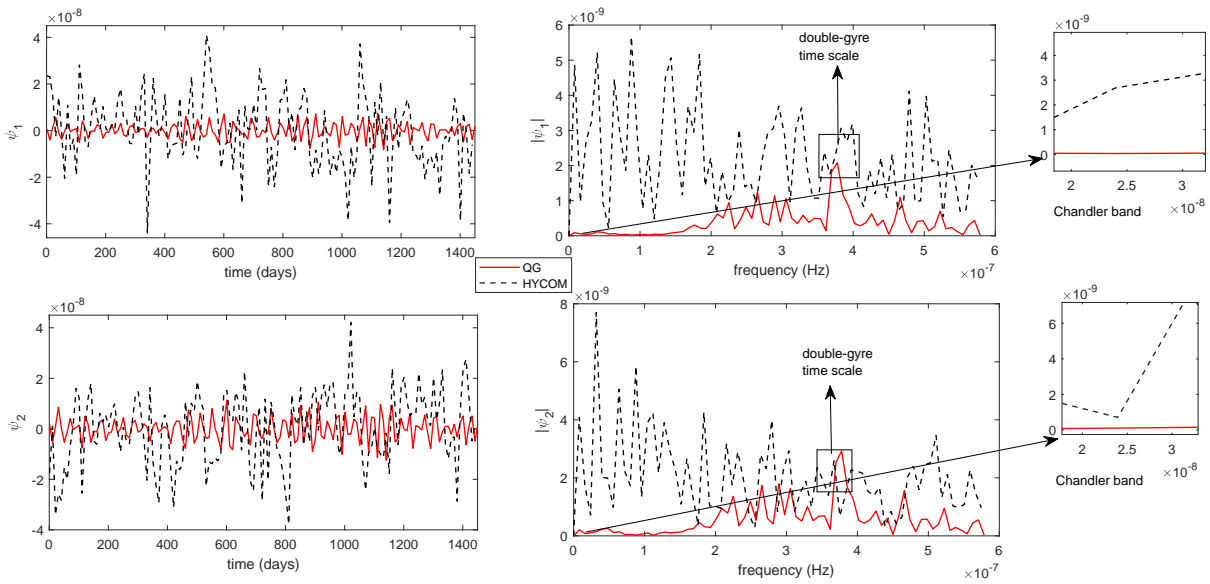 ×10^-8
4
2
0
-2
-4
ψ1
0 200 400 600 800 1000 1200 1400
time (days)
×10^-9
6
5
4
3
2
1
0
|ψ1|
double-gyre
time scale
0 1 2 3 4 5 6
frequency (Hz)
×10^-7
×10^-9
4
3
2
1
0
2 2.5 3
×10^-8
Chandler band
QG
HYCOM
×10^-8
4
2
0
-2
-4
ψ2
0 200 400 600 800 1000 1200 1400
time (days)
×10^-9
8
6
4
2
0
|ψ2|
double-gyre
time scale
0 1 2 3 4 5 6
frequency (Hz)
×10^-7
×10^-9
6
4
2
0
2 2.5 3
×10^-8
Chandler band